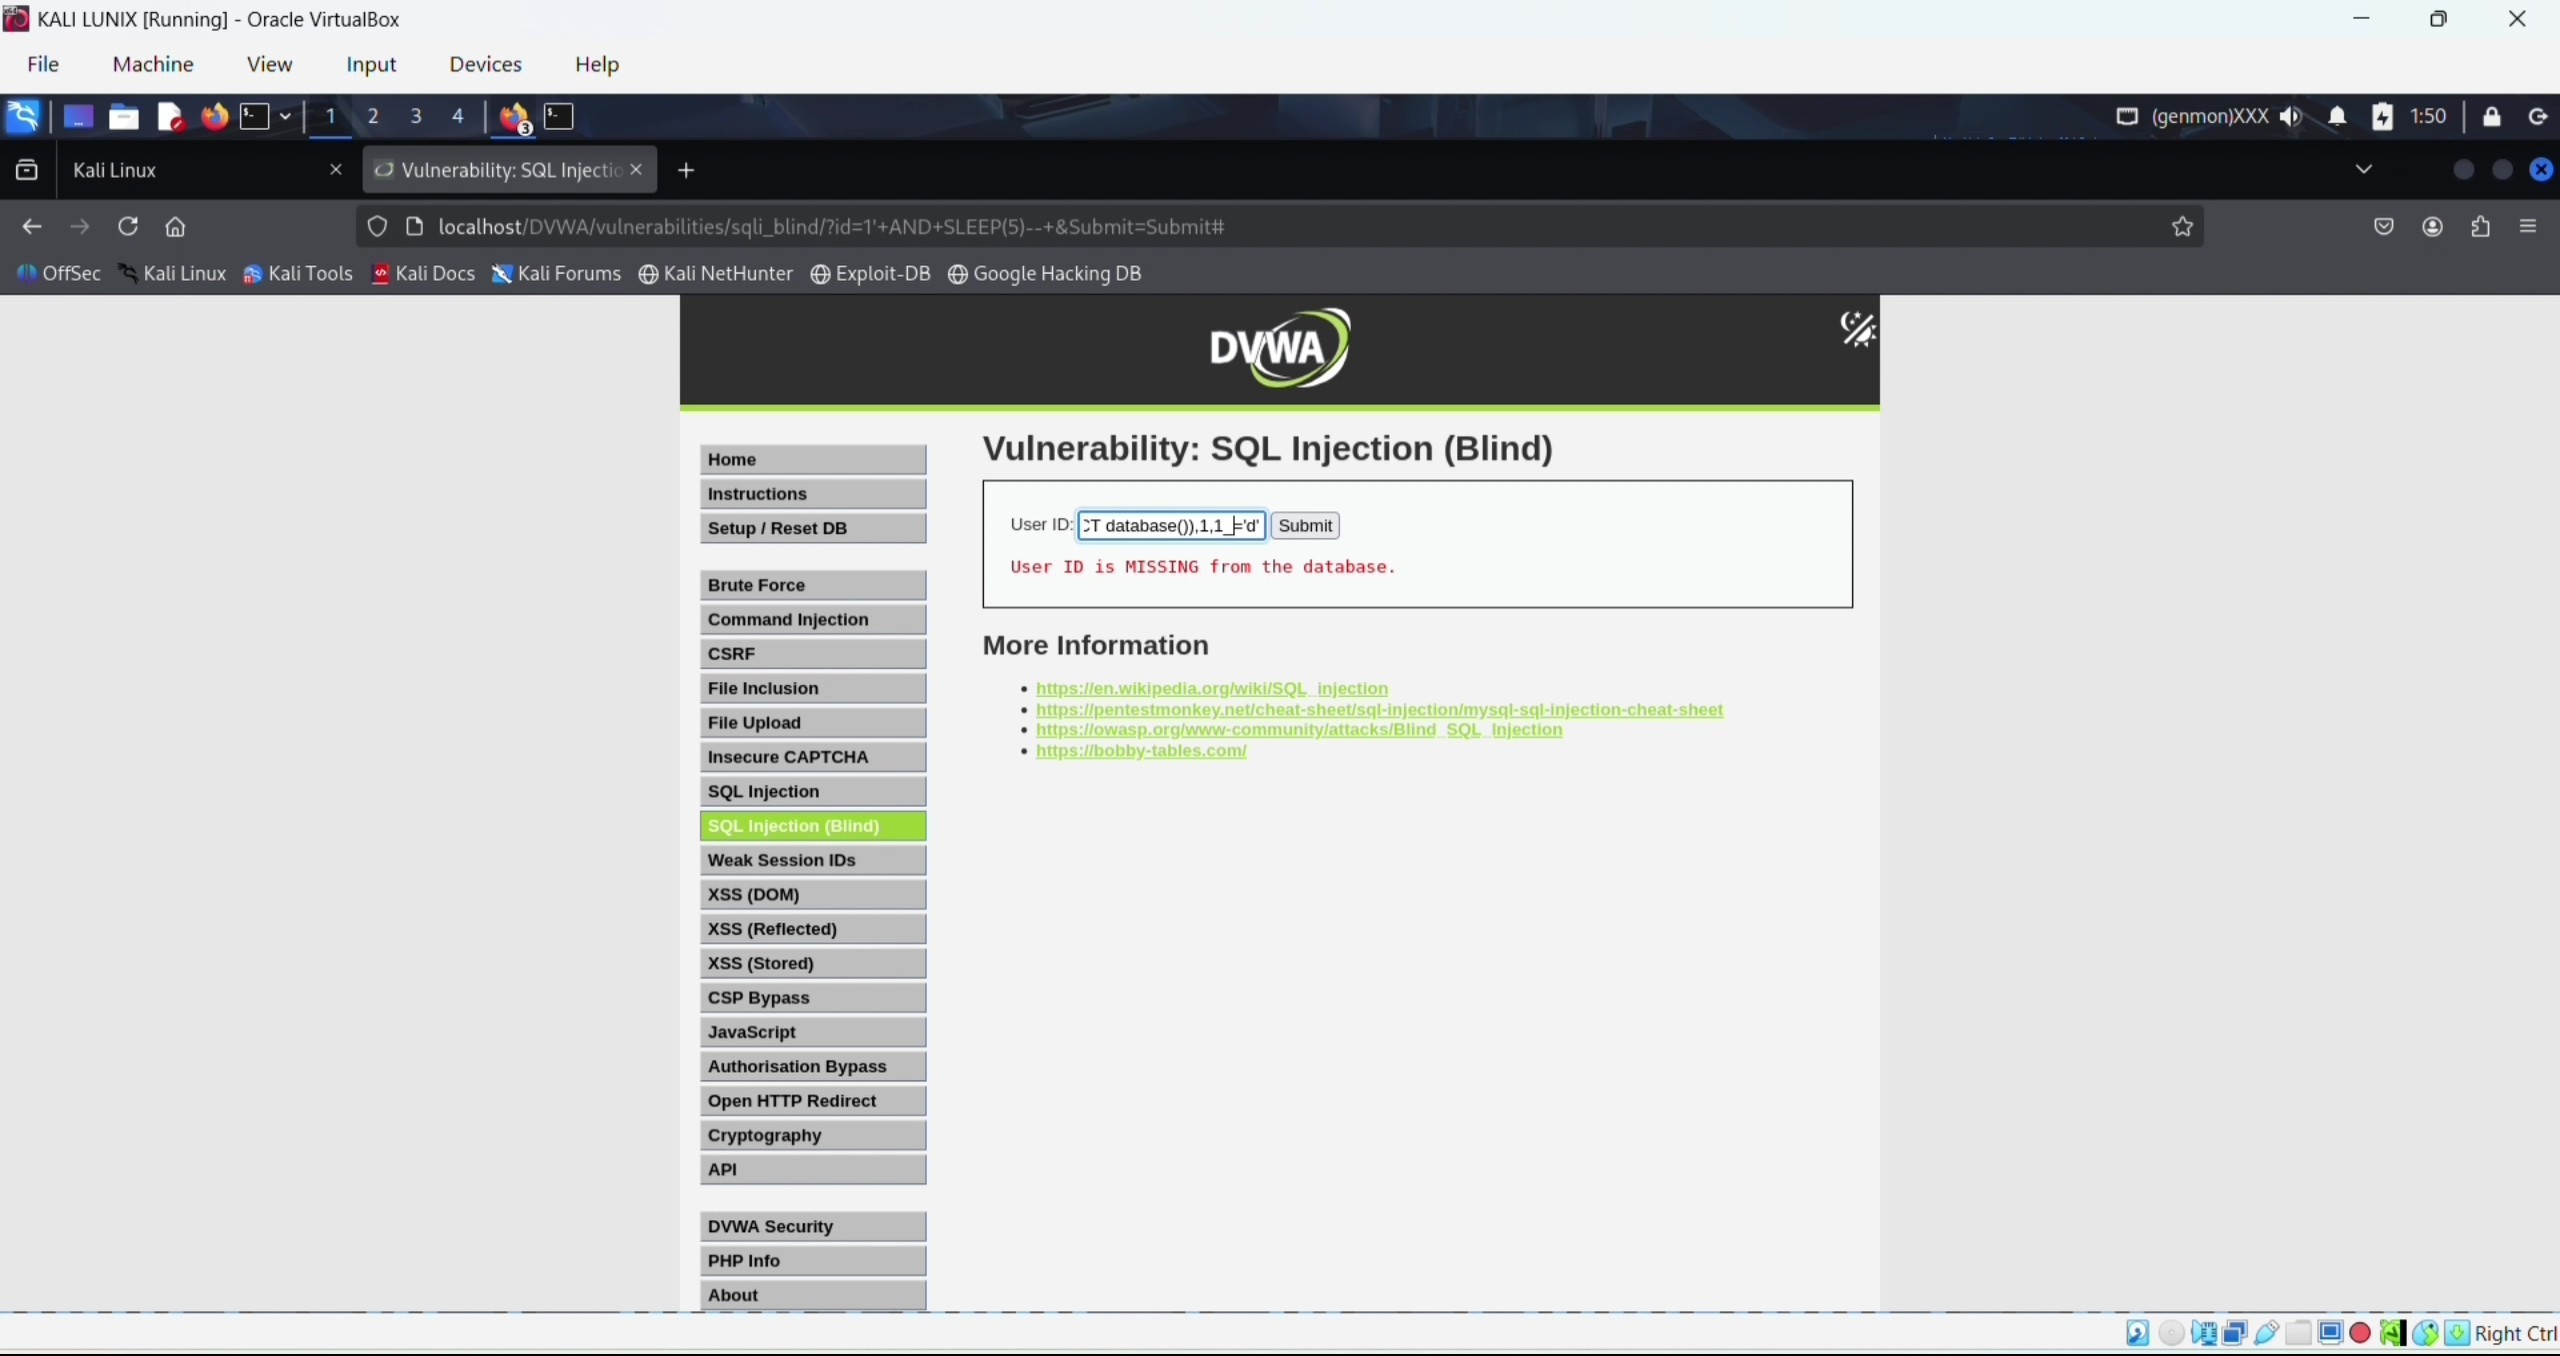 KALI LUNIX [Running] - Oracle VirtualBox
File Machine View Input Devices Help
1 2 3 4 3 (genmon)XXX 1:50
Kali Linux Vulnerability: SQL Injectio
localhost/DVWA/vulnerabilities/sqli_blind/?id=1'+AND+SLEEP(5)--+&Submit=Submit#
OffSec Kali Linux Kali Tools Kali Docs Kali Forums Kali NetHunter Exploit-DB Google Hacking DB
DVWA
Home
Instructions
Setup / Reset DB
Brute Force
Command Injection
CSRF
File Inclusion
File Upload
Insecure CAPTCHA
SQL Injection
SQL Injection (Blind)
Weak Session IDs
XSS (DOM)
XSS (Reflected)
XSS (Stored)
CSP Bypass
JavaScript
Authorisation Bypass
Open HTTP Redirect
Cryptography
API
DVWA Security
PHP Info
About
Vulnerability: SQL Injection (Blind)
User ID: CT database()),1,1_='d' Submit
User ID is MISSING from the database.
More Information
https://en.wikipedia.org/wiki/SQL_injection
https://pentestmonkey.net/cheat-sheet/sql-injection/mysql-sql-injection-cheat-sheet
https://owasp.org/www-community/attacks/Blind_SQL_Injection
https://bobby-tables.com/
Right Ctrl